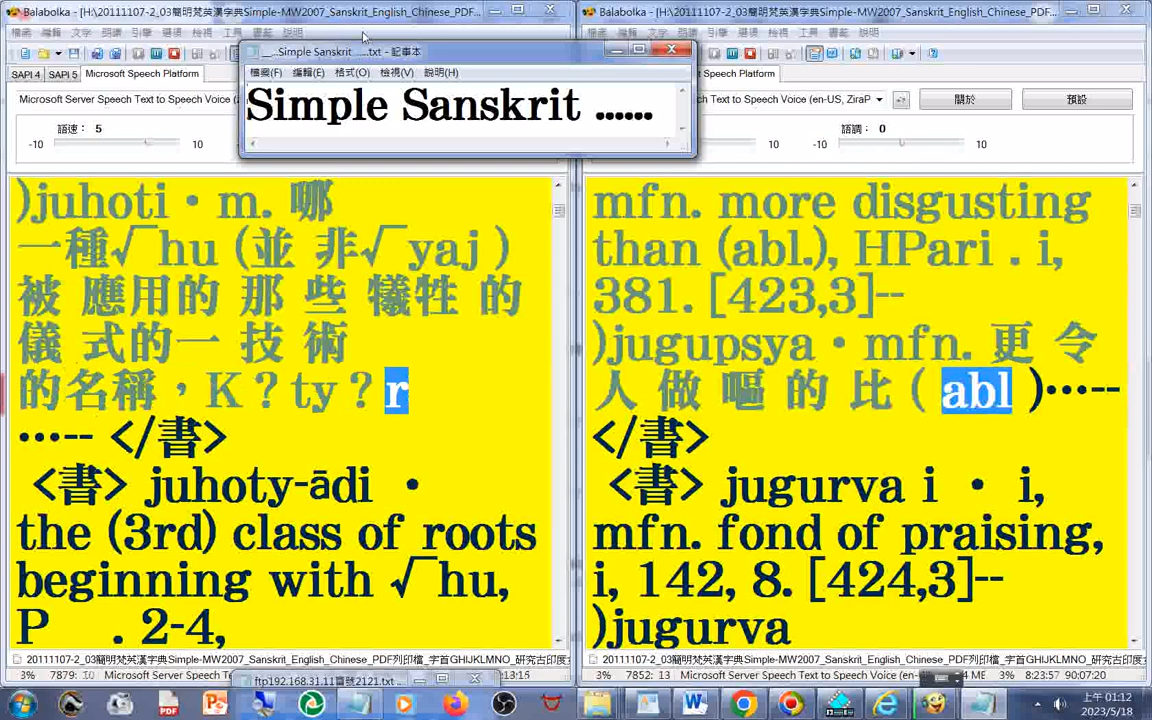 Balabolka - [H:\20111107-2_03簡明梵英漢字典Simple-MW2007_Sanskrit_English_Chinese_PDF...
Balabolka - [H:\20111107-2_03簡明梵英漢字典Simple-MW2007_Sanskrit_English_Chinese_PDF...
__...Simple Sanskrit ......txt - 記事本
檔案(F) 編輯(E) 格式(O) 檢視(V) 說明(H)
Simple Sanskrit ......
SAPI 4 SAPI 5 Microsoft Speech Platform
Speech Platform
Microsoft Server Speech Text to Speech Voice (en-US
xt to Speech Voice (en-US, ZiraP
關於
預設
語速： 5
-10 10
10
語調： 0
-10 10
)juhoti‧m. 哪
一種√hu (並 非√yaj )
被 應用的 那 些 犧牲 的
儀 式的一 技 術
的名稱，K？ty？r
…-- </書>
<書> juhoty-ādi ‧
the (3rd) class of roots
beginning with √hu,
P . 2-4,
mfn. more disgusting
than (abl.), HPari . i,
381. [423,3]--
)jugupsya‧mfn. 更 令
人 做 嘔 的 比 ( abl )…--
</書>
<書> jugurva i ‧ i,
mfn. fond of praising,
i, 142, 8. [424,3]--
)jugurva
20111107-2_03簡明梵英漢字典Simple-MW2007_Sanskrit_English_Chinese_PDF列印檔_字首GHIJKLMNO_研究古印度
20111107-2_03簡明梵英漢字典Simple-MW2007_Sanskrit_English_Chinese_PDF列印檔_字首GHIJKLMNO_研究古印度
3% 7879: 10 Microsoft Server Speech
13:15
3% 7852: 13 Microsoft Server Speech Text to Speech Voice (en-
8:23:57 90:07:20
上午 01:12
2023/5/18